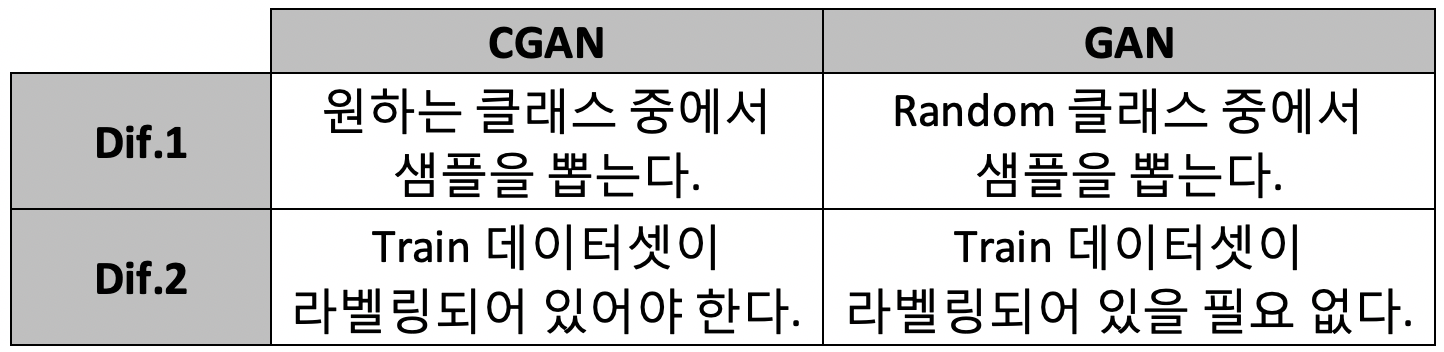 CGAN
GAN
Dif.1
원하는 클래스 중에서
샘플을 뽑는다.
Random 클래스 중에서
샘플을 뽑는다.
Dif.2
Train 데이터셋이
라벨링되어 있어야 한다.
Train 데이터셋이
라벨링되어 있을 필요 없다.